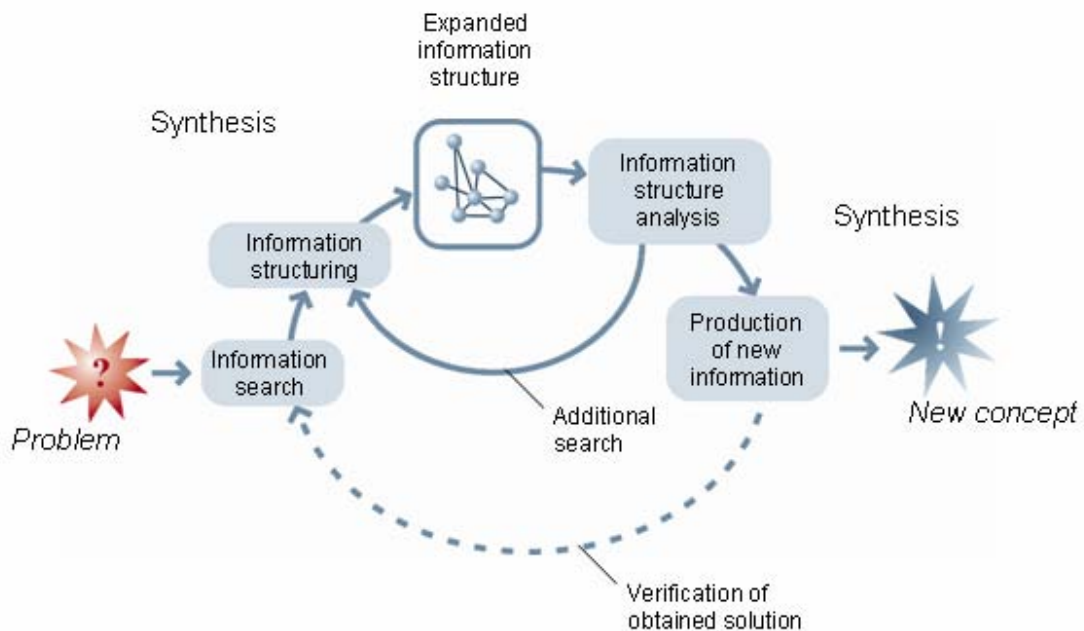 Expanded
information
structure
Synthesis
Information
structure
analysis
Synthesis
Information
structuring
Production
of new
information
!
?
Information
search
Additional
search
New concept
Problem
Verification of
obtained solution